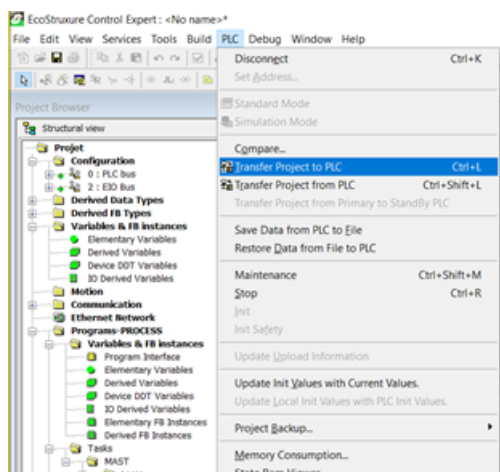 EcoStruxure Control Expert : <No name>*
File Edit View Services Tools Build PLC Debug Window Help
Project Browser
Structural view
Projet
Configuration
0 : PLC bus
2 : EIO Bus
Derived Data Types
Derived FB Types
Variables & FB instances
Elementary Variables
Derived Variables
Device DDT Variables
IO Derived Variables
Motion
Communication
Ethernet Network
Programs-PROCESS
Variables & FB instances
Program Interface
Elementary Variables
Derived Variables
Device DDT Variables
IO Derived Variables
Elementary FB Instances
Derived FB Instances
Tasks
MAST
Disconnect Ctrl+K
Set Address...
Standard Mode
Simulation Mode
Compare...
Transfer Project to PLC Ctrl+L
Transfer Project from PLC Ctrl+Shift+L
Transfer Project from Primary to StandBy PLC
Save Data from PLC to File
Restore Data from File to PLC
Maintenance Ctrl+Shift+M
Stop Ctrl+R
Init
Init Safety
Update Upload Information
Update Init Values with Current Values.
Update Local Init Values with PLC Init Values.
Project Backup...
Memory Consumption...
State Ram Viewer